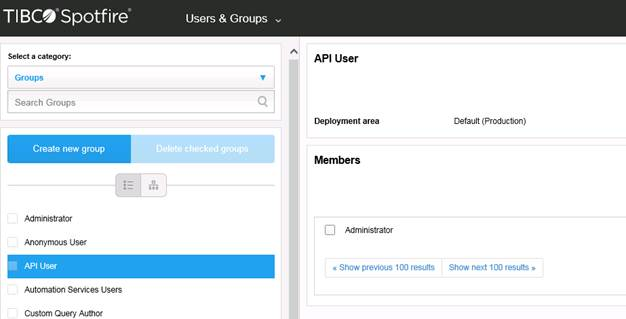 TIBCO Spotfire®
Users & Groups
Select a category:
Groups
Search Groups
Create new group
Delete checked groups
Administrator
Anonymous User
API User
Automation Services Users
Custom Query Author
API User
Deployment area Default (Production)
Members
Administrator
« Show previous 100 results Show next 100 results »